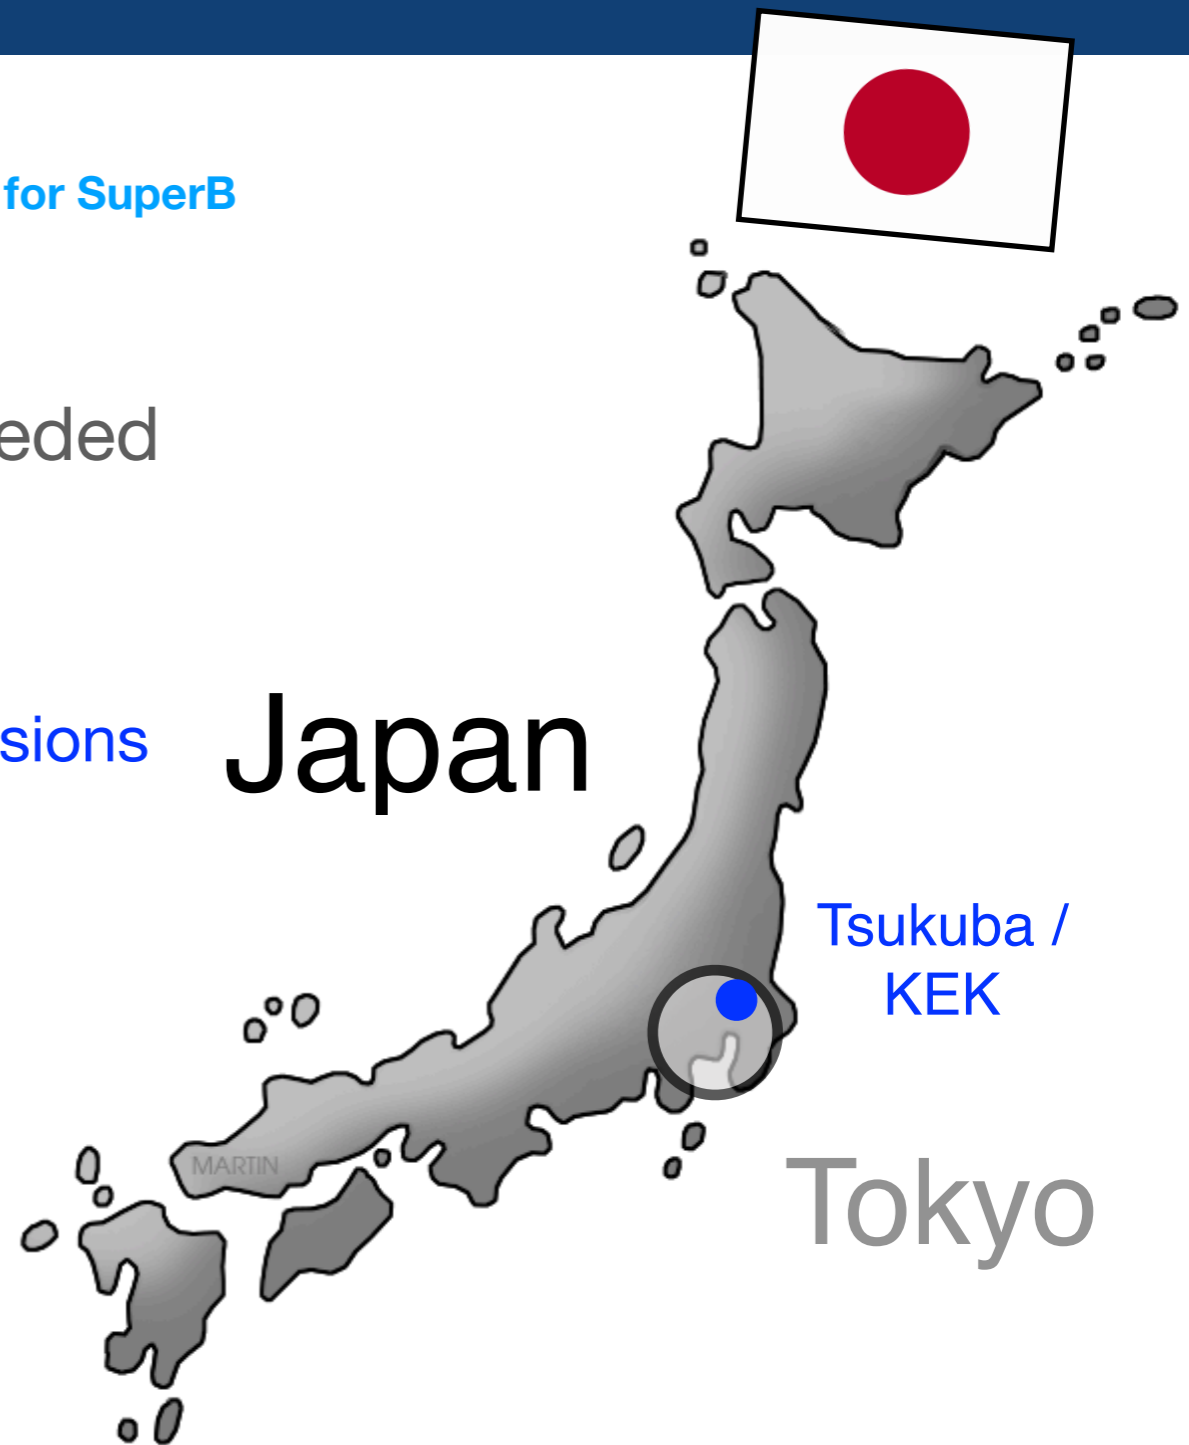 for SuperB
eded
sions
Japan
Tsukuba /
KEK
MARTIN
Tokyo